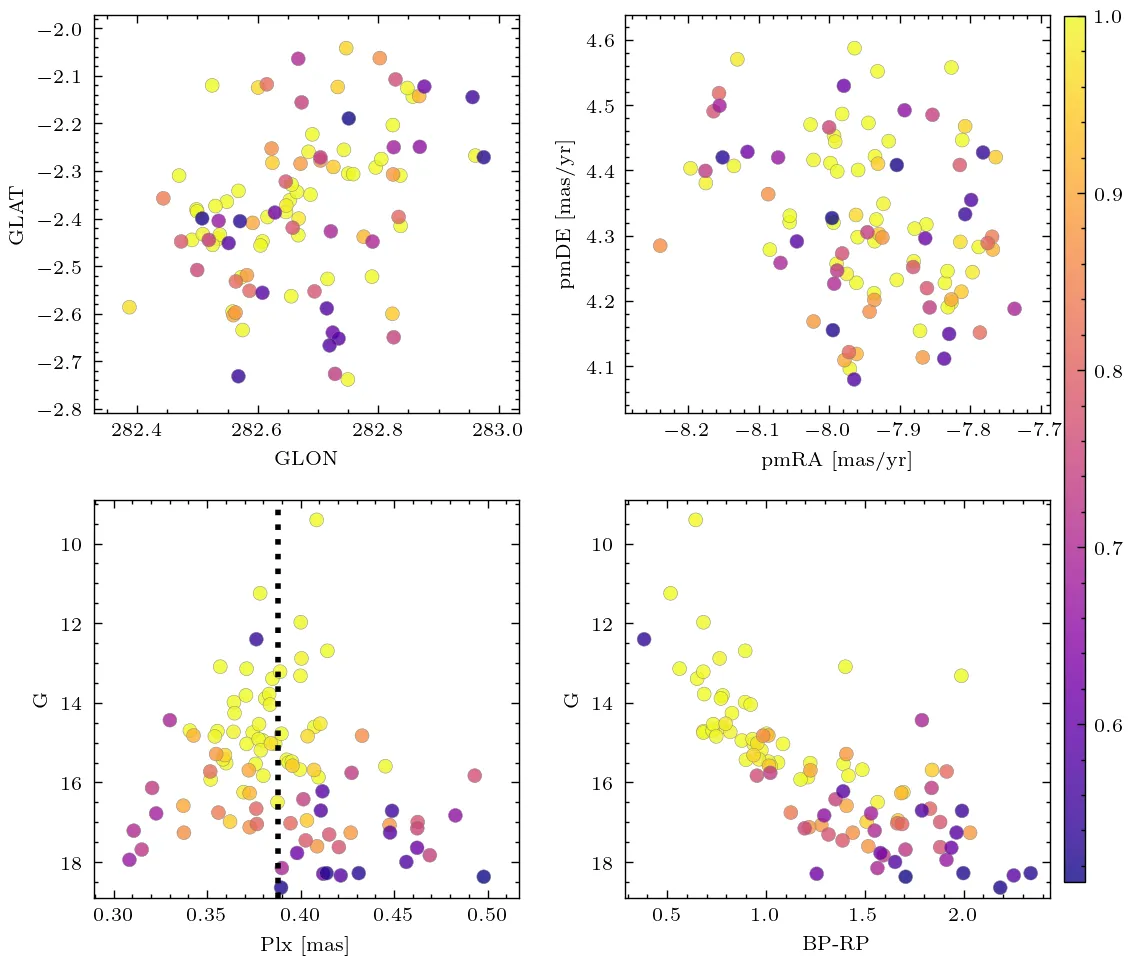 −2.0
−2.1
−2.2
−2.3
−2.4
−2.5
−2.6
−2.7
−2.8
GLAT
282.4 282.6 282.8 283.0
GLON
4.6
4.5
4.4
4.3
4.2
4.1
pmDE [mas/yr]
−8.2 −8.1 −8.0 −7.9 −7.8 −7.7
pmRA [mas/yr]
1.0
0.9
0.8
0.7
0.6
10
12
14
16
18
G
0.30 0.35 0.40 0.45 0.50
Plx [mas]
10
12
14
16
18
G
0.5 1.0 1.5 2.0
BP-RP